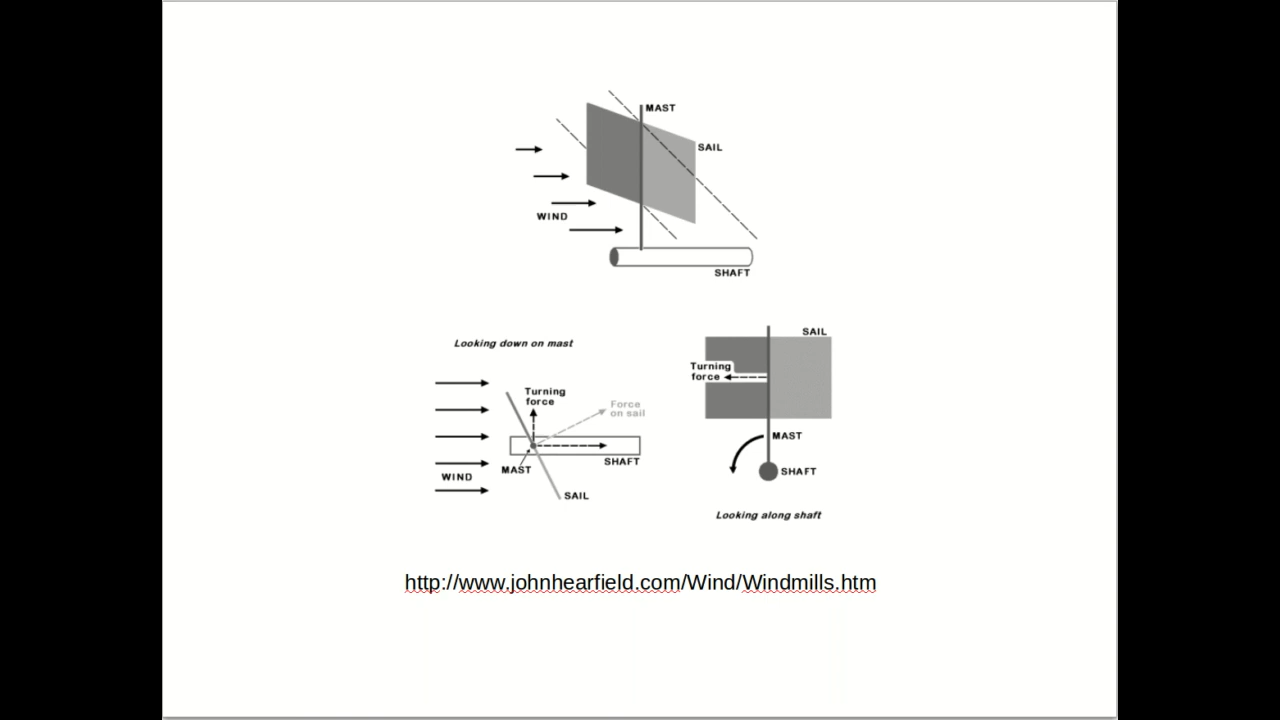 MAST
SAIL
WIND
SHAFT
Looking down on mast
Turning
force
Force
on sail
SHAFT
MAST
WIND
SAIL
SAIL
Turning
force
MAST
SHAFT
Looking along shaft
http://www.johnhearfield.com/Wind/Windmills.htm